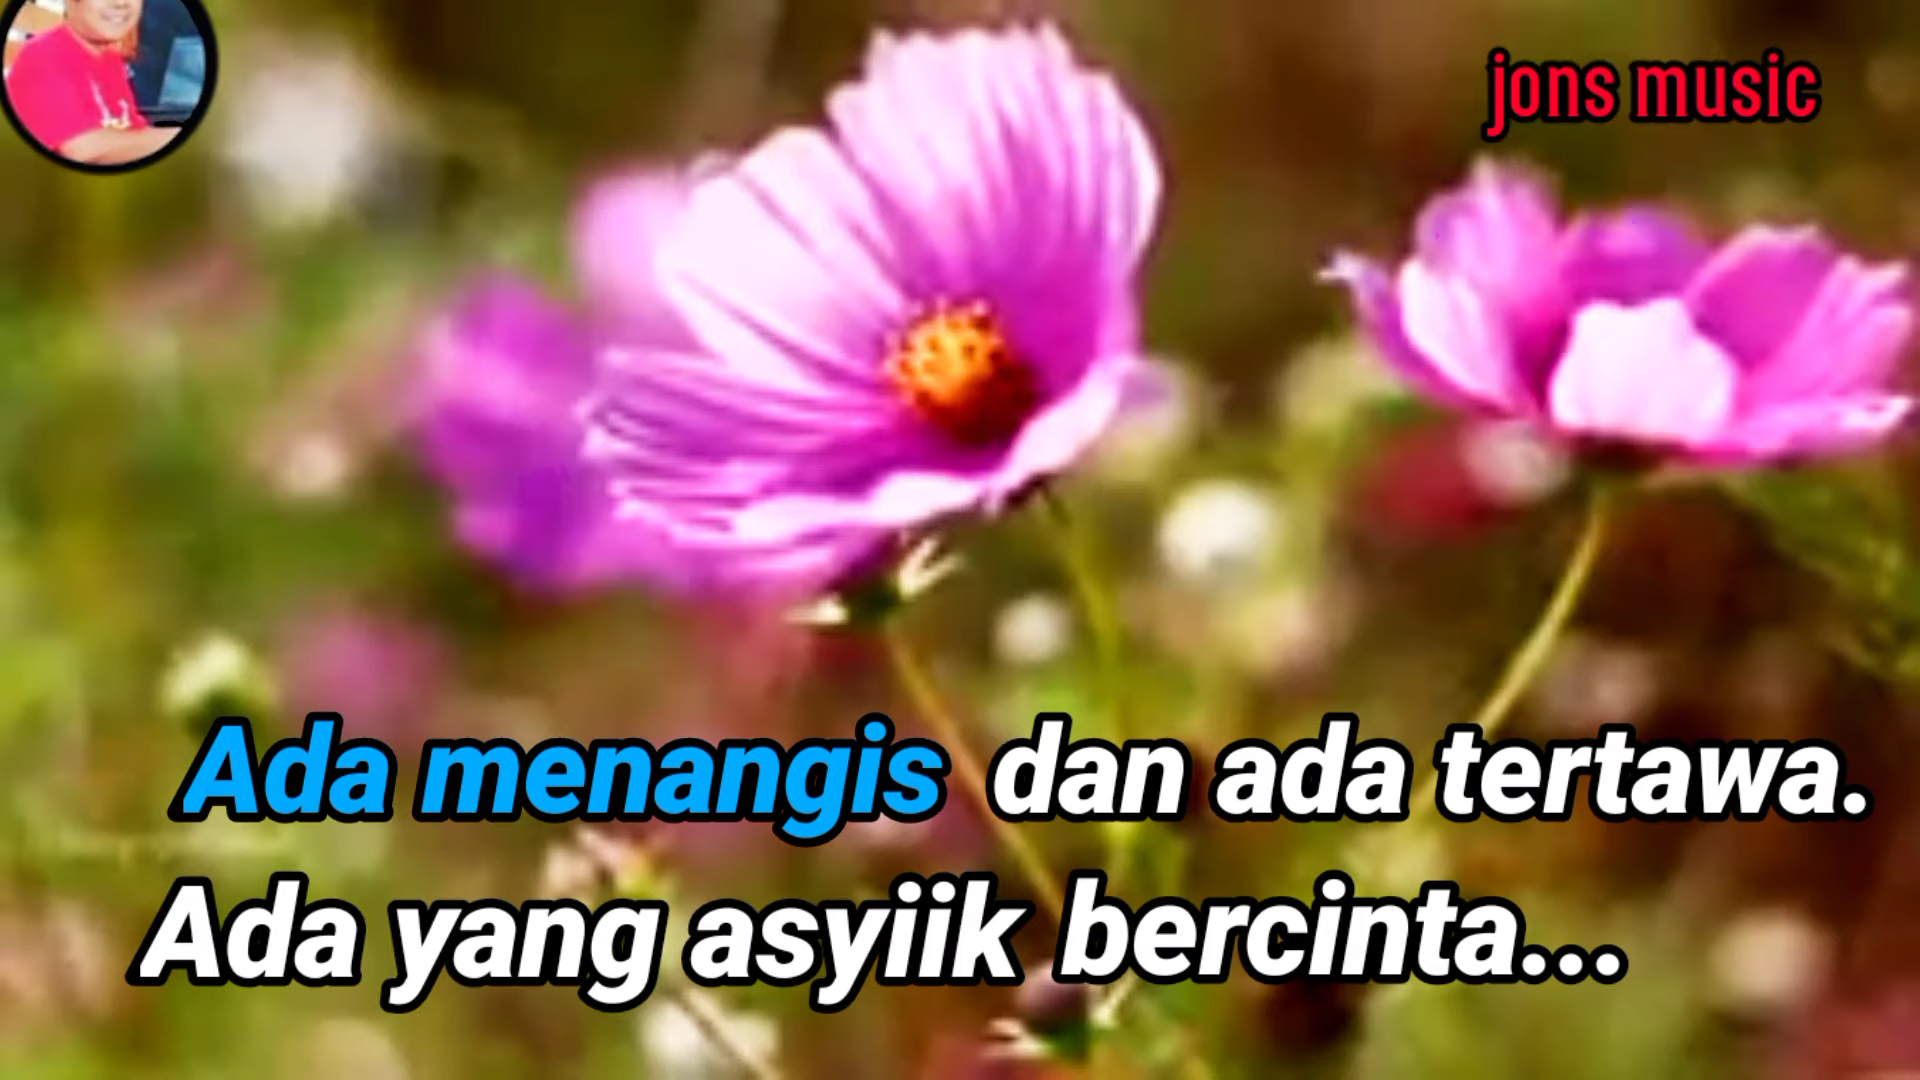 jons music
Ada menangis dan ada tertawa.
Ada yang asyiik bercinta...